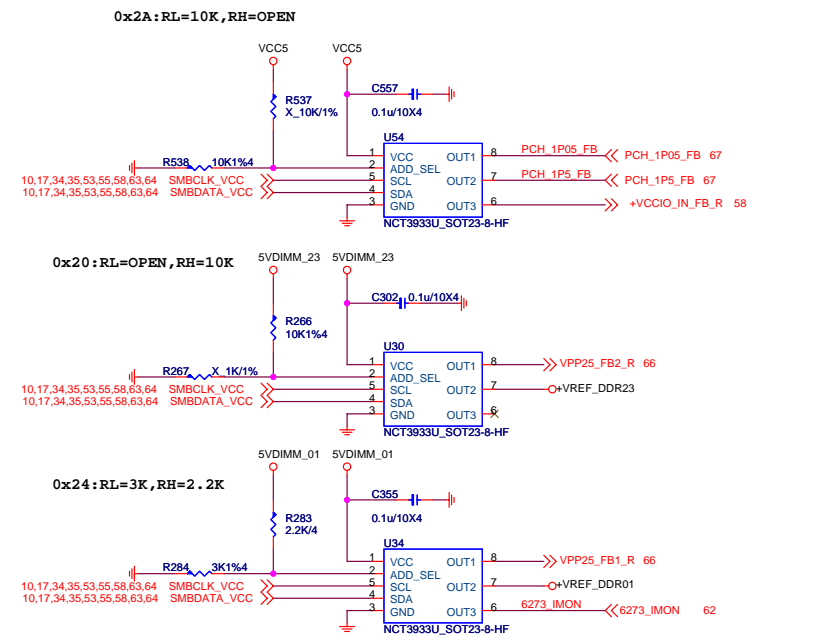 0x2A:RL=10K,RH=OPEN
VCC5 VCC5
C557
R537
X_10K/1% 0.1u/10X4
U54
1 VCC OUT1 8 PCH_1P05_FB PCH_1P05_FB 67
R538 10K1%4 2 ADD_SEL
10,17,34,35,53,55,58,63,64 SMBCLK_VCC 5 SCL OUT2 7 PCH_1P5_FB PCH_1P5_FB 67
10,17,34,35,53,55,58,63,64 SMBDATA_VCC 4 SDA
3 GND OUT3 6 +VCCIO_IN_FB_R 58
NCT3933U_SOT23-8-HF
0x20:RL=OPEN,RH=10K
5VDIMM_23 5VDIMM_23
C302 0.1u/10X4
R266
10K1%4
U30
1 VCC OUT1 8 VPP25_FB2_R 66
R267 X_1K/1% 2 ADD_SEL
10,17,34,35,53,55,58,63,64 SMBCLK_VCC 5 SCL OUT2 7 +VREF_DDR23
10,17,34,35,53,55,58,63,64 SMBDATA_VCC 4 SDA
3 GND OUT3 6
NCT3933U_SOT23-8-HF
0x24:RL=3K,RH=2.2K
5VDIMM_01 5VDIMM_01
C355
R283
2.2K/4 0.1u/10X4
U34
1 VCC OUT1 8 VPP25_FB1_R 66
R284 3K1%4 2 ADD_SEL
10,17,34,35,53,55,58,63,64 SMBCLK_VCC 5 SCL OUT2 7 +VREF_DDR01
10,17,34,35,53,55,58,63,64 SMBDATA_VCC 4 SDA
3 GND OUT3 6 6273_IMON 6273_IMON 62
NCT3933U_SOT23-8-HF